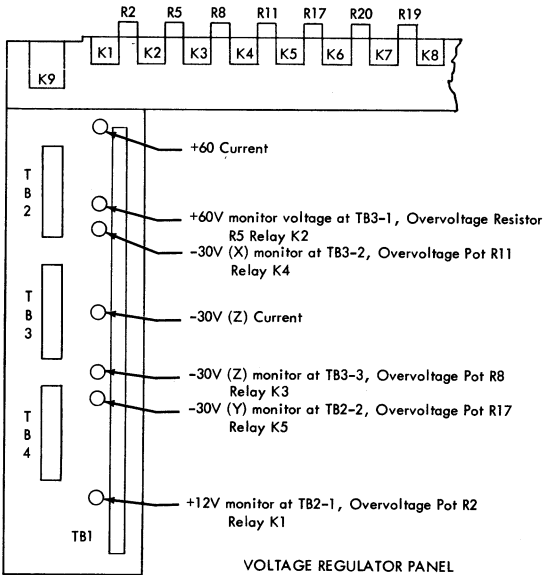 R2 R5 R8 R11 R17 R20 R19
K1 K2 K3 K4 K5 K6 K7 K8
K9
+60 Current
TB2
+60V monitor voltage at TB3-1, Overvoltage Resistor
R5 Relay K2
-30V (X) monitor at TB3-2, Overvoltage Pot R11
Relay K4
TB3
-30V (Z) Current
-30V (Z) monitor at TB3-3, Overvoltage Pot R8
Relay K3
-30V (Y) monitor at TB2-2, Overvoltage Pot R17
Relay K5
TB4
+12V monitor at TB2-1, Overvoltage Pot R2
Relay K1
TB1
VOLTAGE REGULATOR PANEL